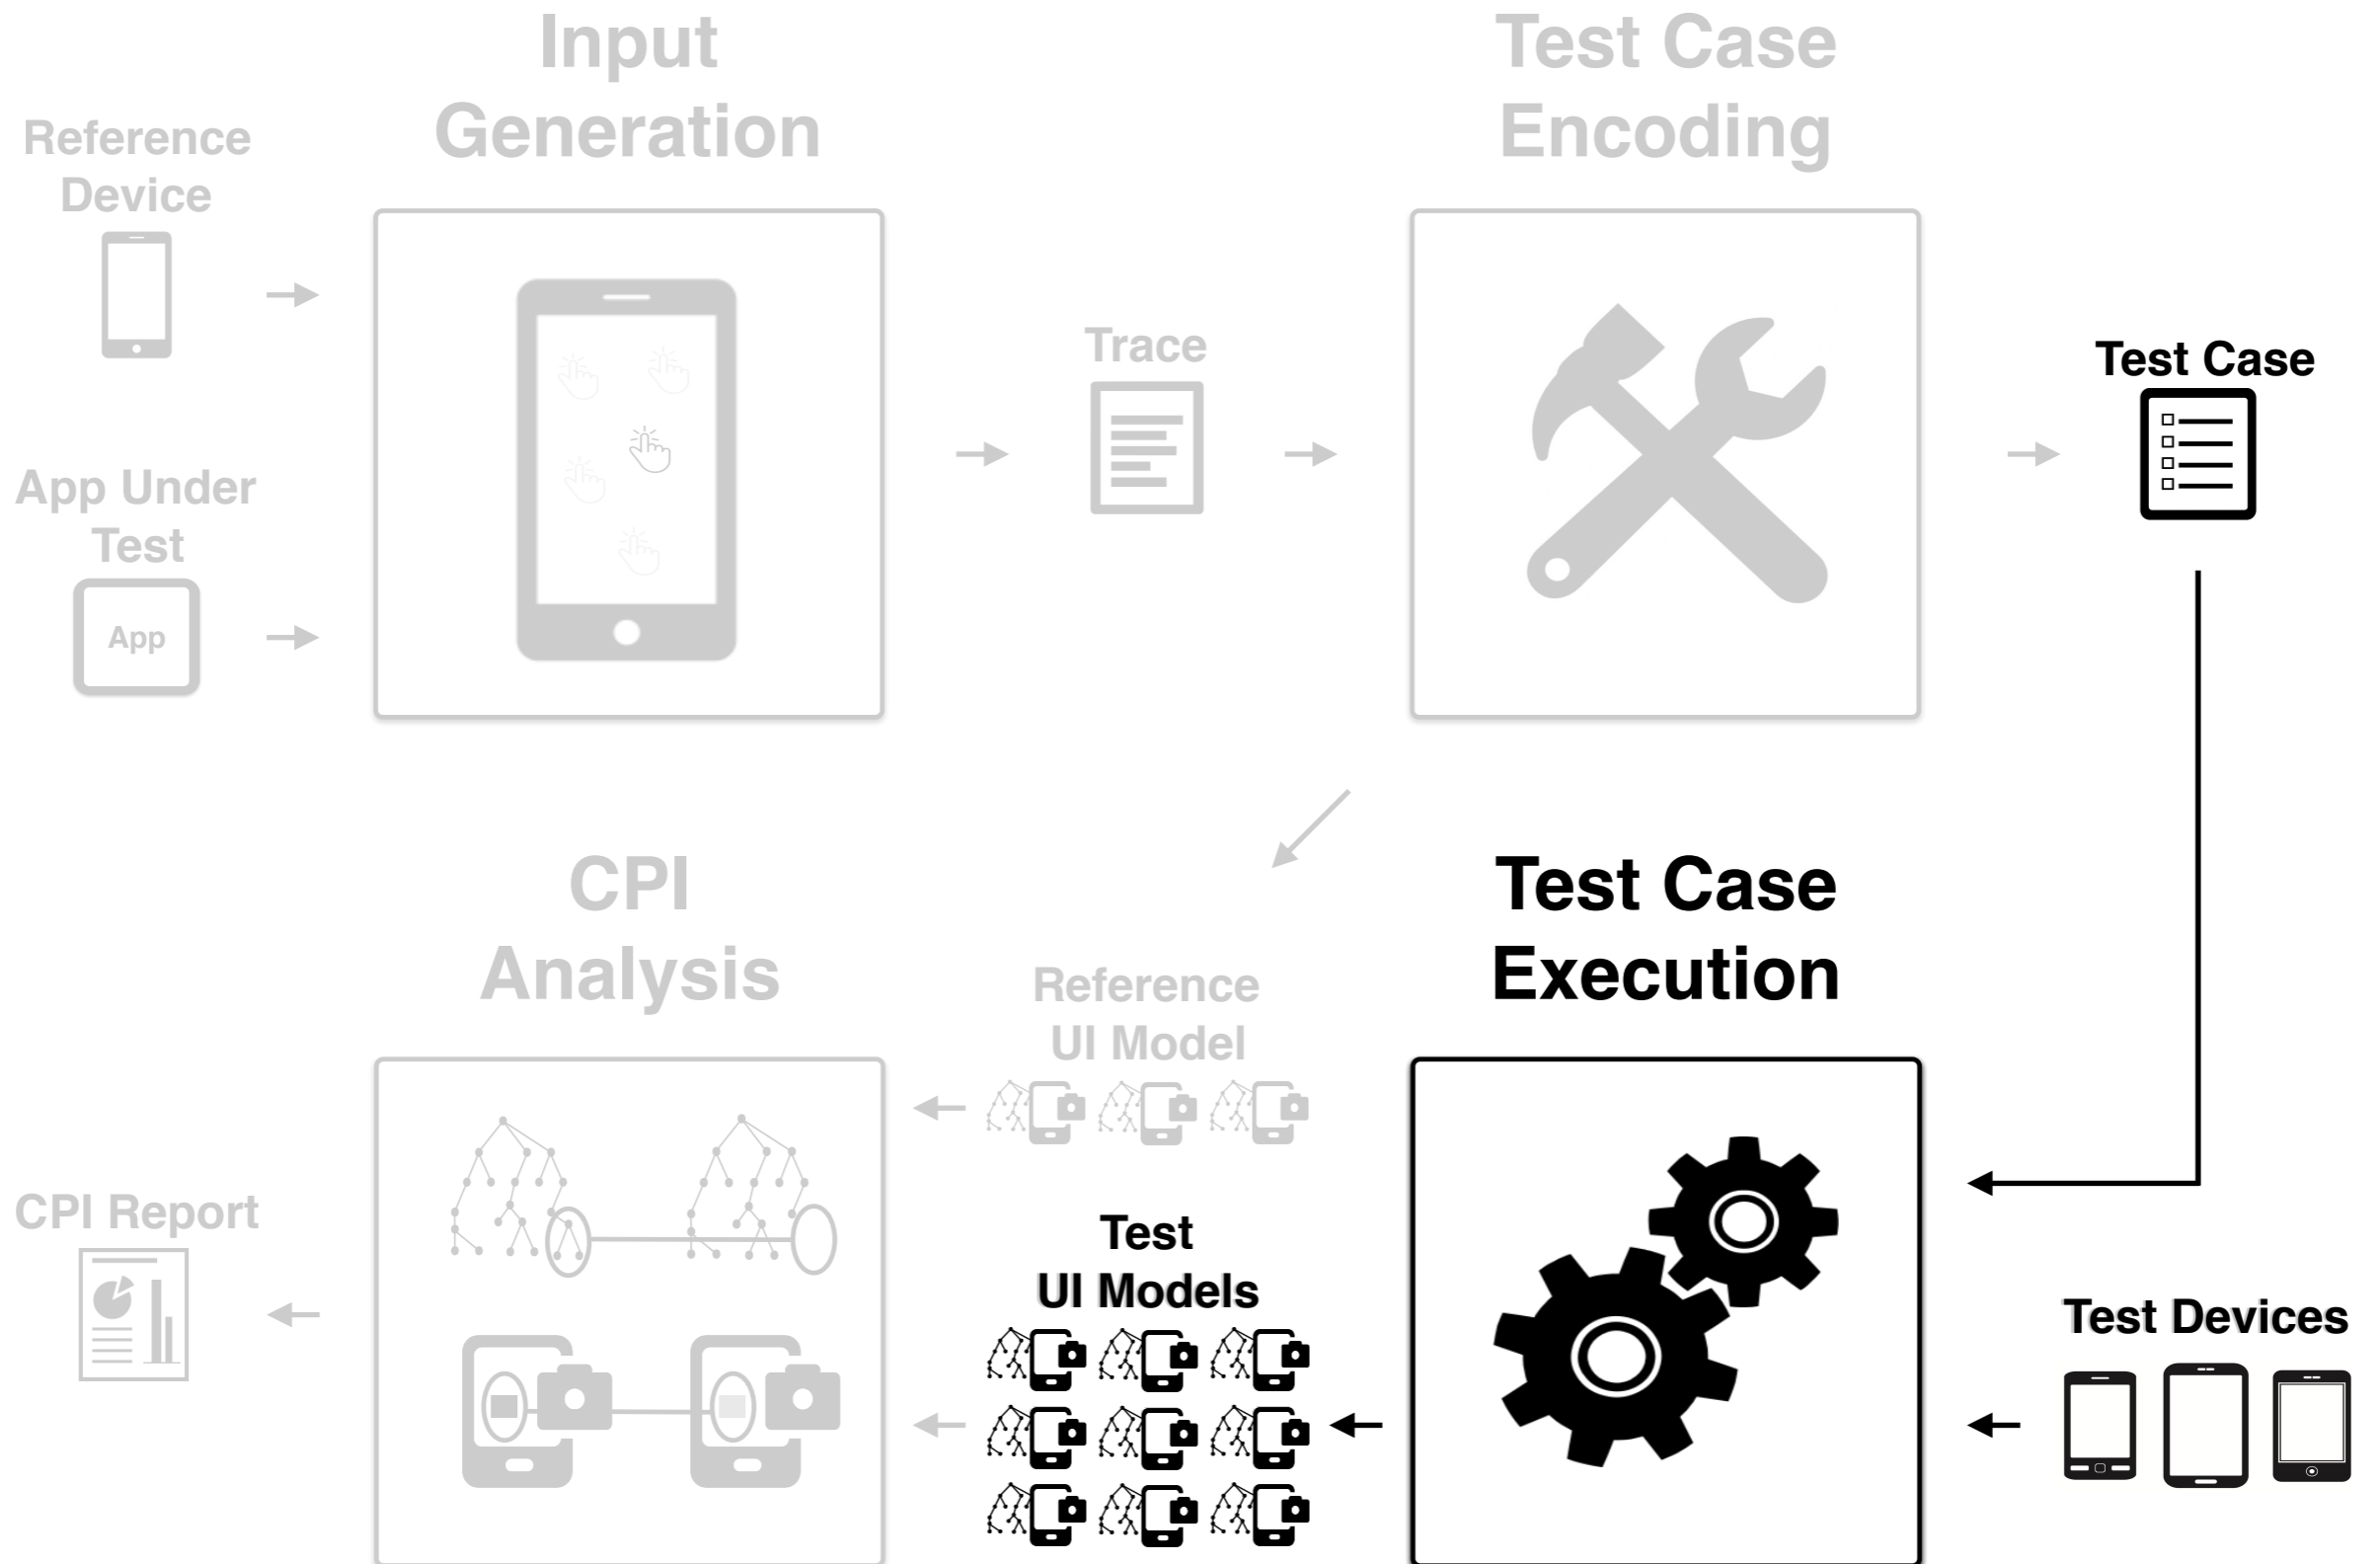 Input
Generation
Test Case
Encoding
Reference
Device
App Under
Test
App
Trace
Test Case
CPI
Analysis
Reference
UI Model
Test Case
Execution
CPI Report
Test
UI Models
Test Devices